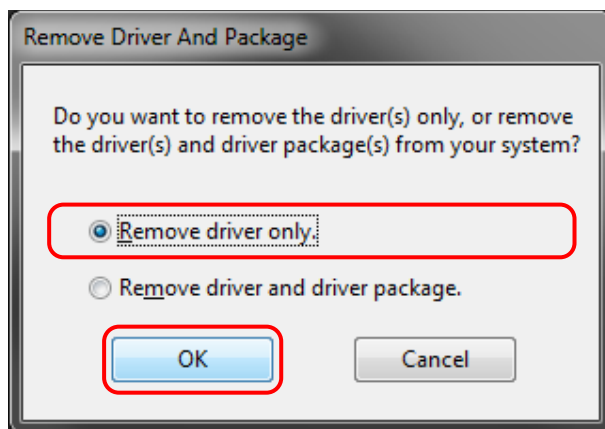 Remove Driver And Package
Do you want to remove the driver(s) only, or remove
the driver(s) and driver package(s) from your system?
Remove driver only.
Remove driver and driver package.
OK
Cancel